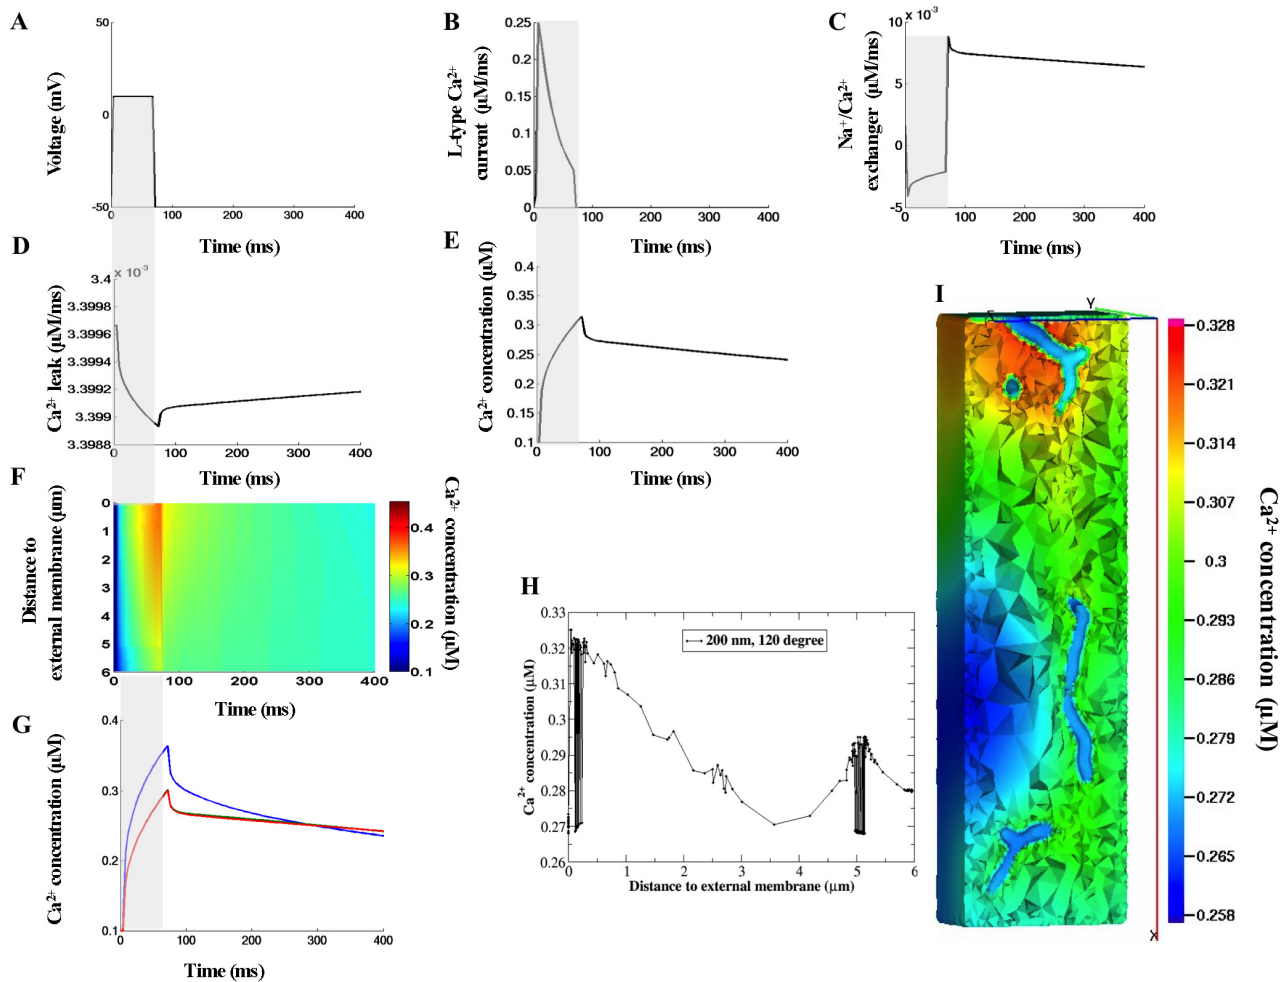 A
50
0
-50
0
100
200
300
400
Voltage (mV)
Time (ms)
B
0.25
0.2
0.15
0.1
0.05
0
0
100
200
300
400
L-type Ca²⁺
current (μM/ms)
Time (ms)
C
10 x 10⁻³
5
0
-5
0
100
200
300
400
Na⁺/Ca²⁺
exchanger (μM/ms)
Time (ms)
D
x 10⁻³
3.4
3.3998
3.3996
3.3994
3.3992
3.399
3.3988
0
100
200
300
400
Ca²⁺ leak (μM/ms)
Time (ms)
E
0.4
0.35
0.3
0.25
0.2
0.15
0.1
0
100
200
300
400
Ca²⁺ concentration (μM)
Time (ms)
F
0
1
2
3
4
5
6
0
100
200
300
400
Distance to
external membrane (μm)
Time (ms)
0.4
0.3
0.2
0.1
Ca²⁺ concentration (μM)
G
0.4
0.3
0.2
0.1
0
100
200
300
400
Ca²⁺ concentration (μM)
Time (ms)
H
0.33
0.32
0.31
0.3
0.29
0.28
0.27
0.26
0
1
2
3
4
5
6
200 nm, 120 degree
Ca²⁺ concentration (μM)
Distance to external membrane (μm)
I
Y
X
0.328
0.321
0.314
0.307
0.3
0.293
0.286
0.279
0.272
0.265
0.258
Ca²⁺ concentration (μM)